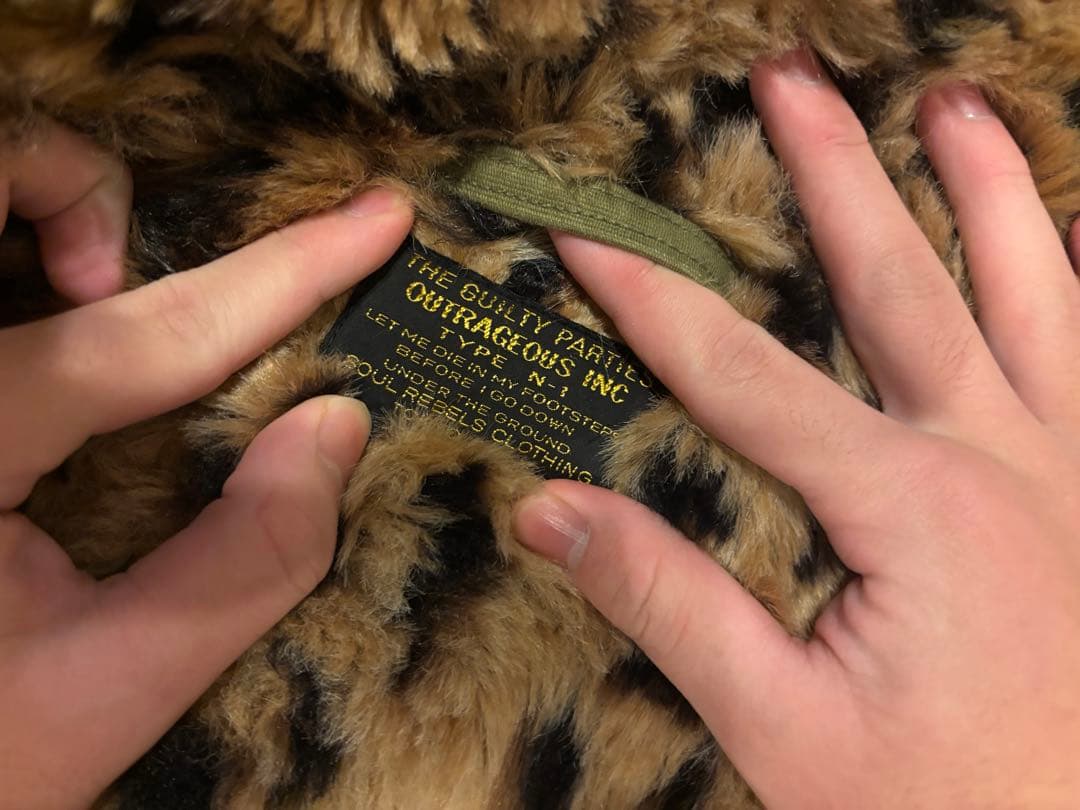 THE GUILTY PARTIES
OUTRAGEOUS INC
TYPE N-1
LET ME DIE IN MY FOOTSTEPS
BEFORE I GO DOWN
UNDER THE GROUND
SOUL REBELS CLOTHING